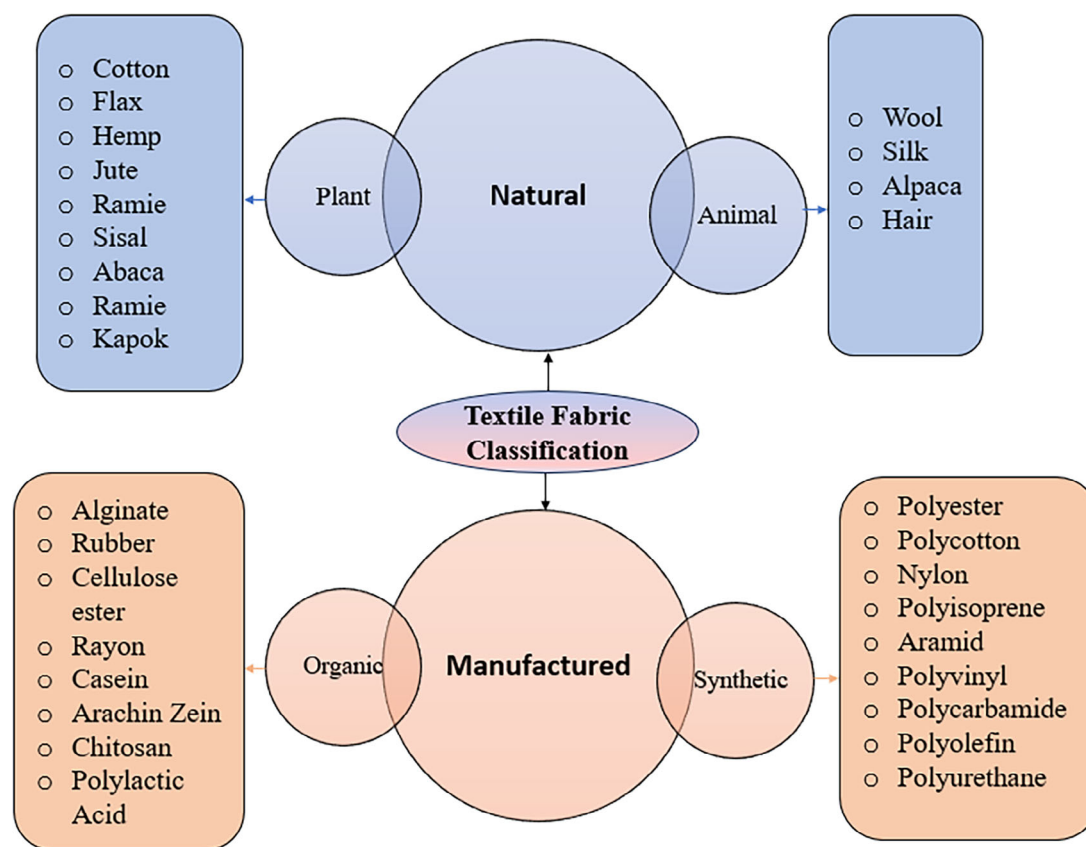 Cotton
Flax
Hemp
Jute
Ramie
Sisal
Abaca
Ramie
Kapok
Plant
Natural
Animal
Wool
Silk
Alpaca
Hair
Textile Fabric
Classification
Alginate
Rubber
Cellulose
ester
Rayon
Casein
Arachin Zein
Chitosan
Polylactic
Acid
Organic
Manufactured
Synthetic
Polyester
Polycotton
Nylon
Polyisoprene
Aramid
Polyvinyl
Polycarbamide
Polyolefin
Polyurethane